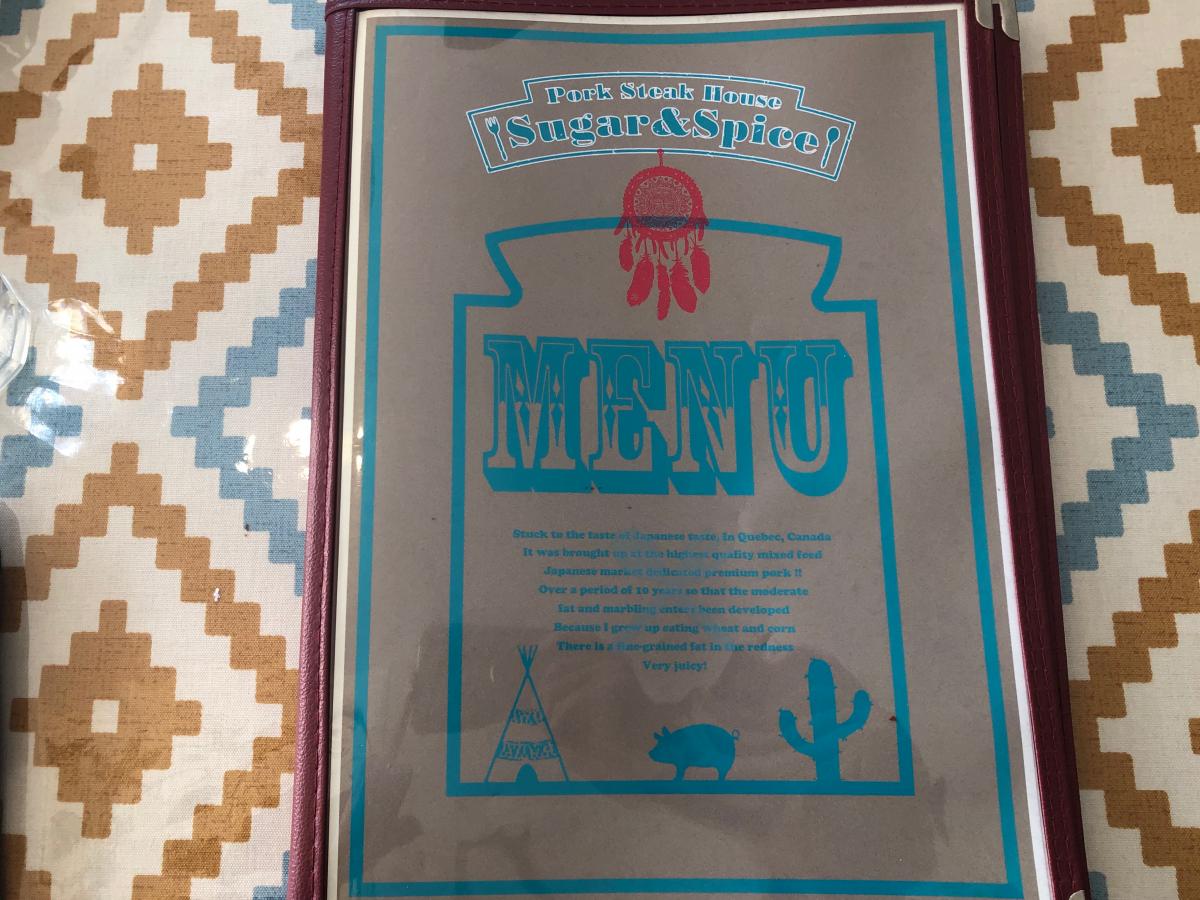 Pork Steak House
Sugar&Spice
MENU
Stuck to the taste of Japanese taste, In Quebec, Canada
It was brought up at the highest quality mixed feed
Japanese market dedicated premium pork !!
Over a period of 10 years so that the moderate
fat and marbling enters been developed
Because I grew up eating wheat and corn
There is a fine-grained fat in the redness
Very juicy!